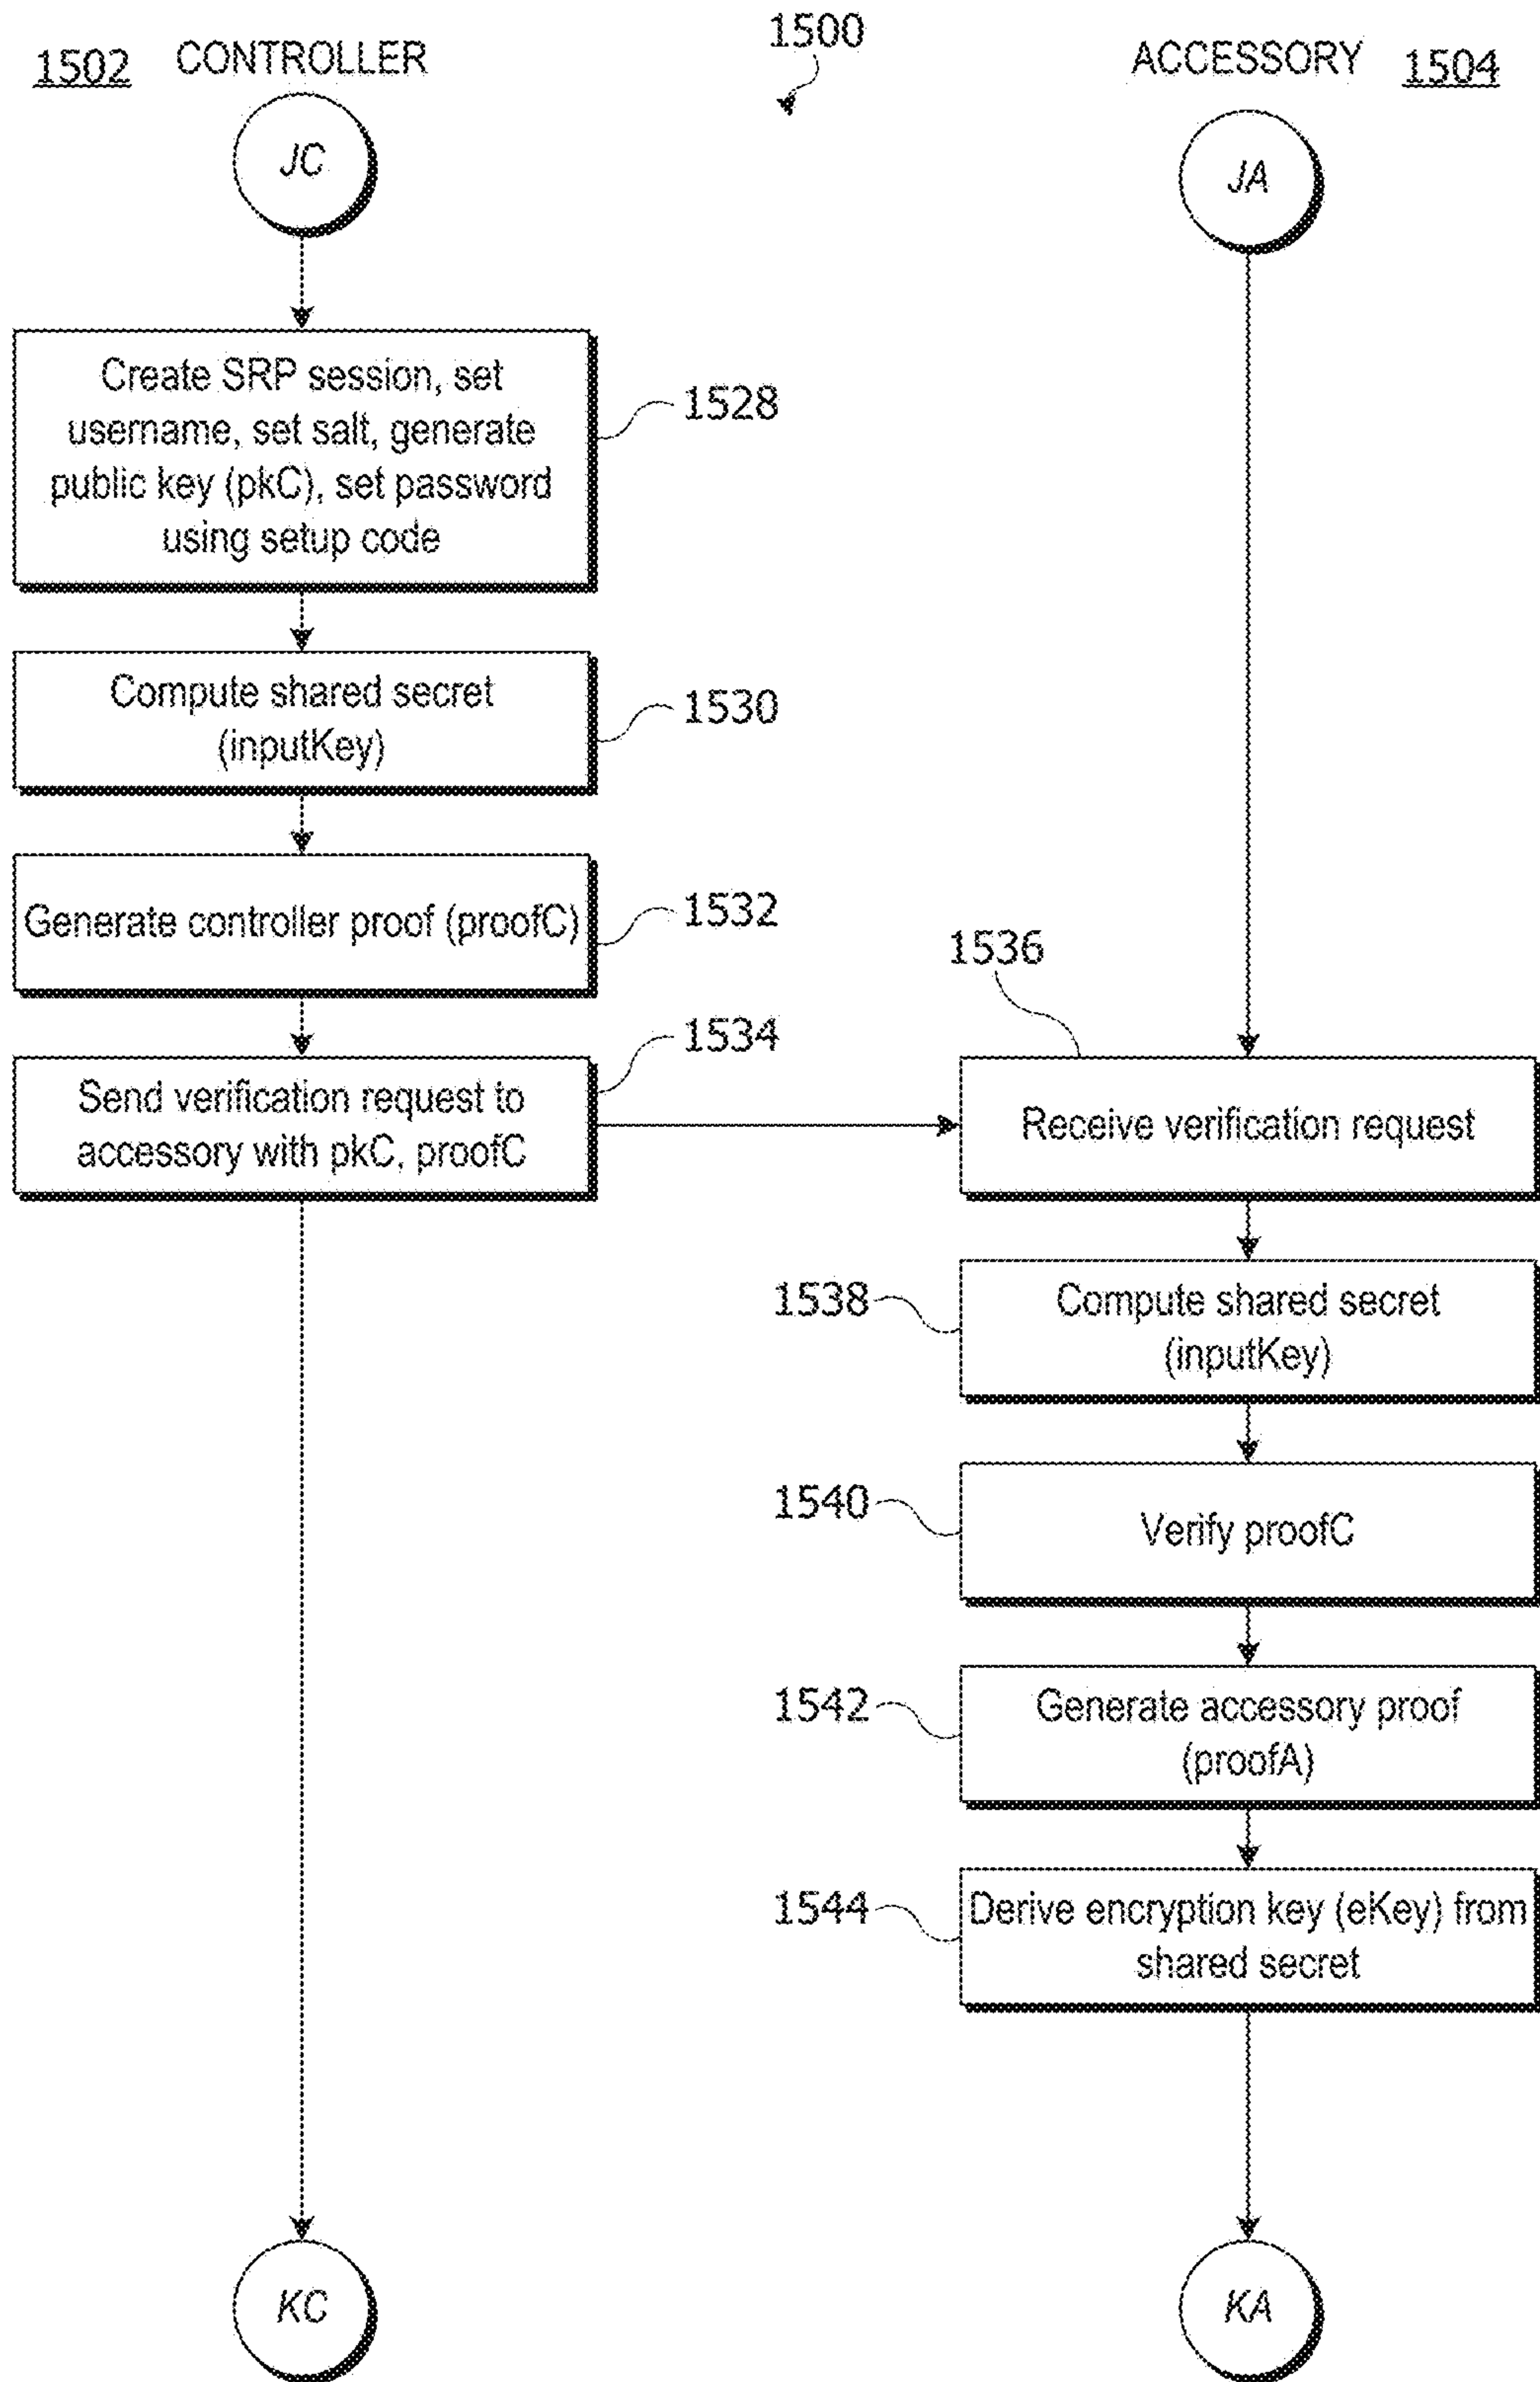 1500
1502 CONTROLLER
ACCESSORY 1504
JC
JA
Create SRP session, set
username, set salt, generate
public key (pkC), set password
using setup code
1528
Compute shared secret
(inputKey)
1530
Generate controller proof (proofC)
1532
1534
Send verification request to
accessory with pkC, proofC
1536
Receive verification request
1538
Compute shared secret
(inputKey)
1540
Verify proofC
1542
Generate accessory proof
(proofA)
1544
Derive encryption key (eKey) from
shared secret
KC
KA